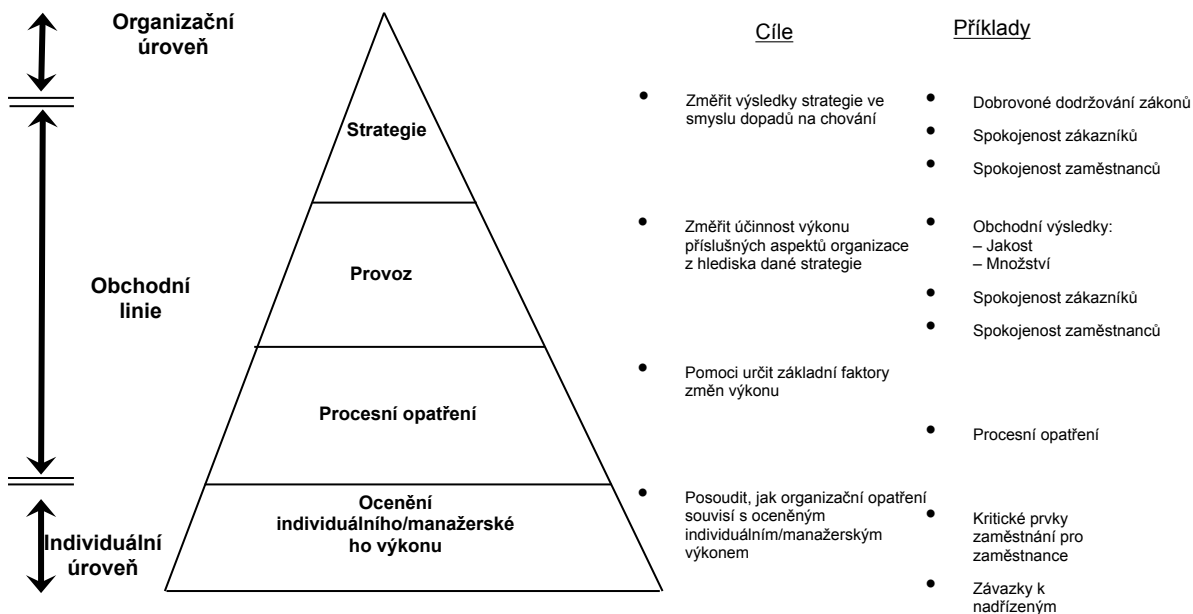 Organizační
úroveň
Obchodní
linie
Individuální
úroveň
Strategie
Provoz
Procesní opatření
Ocenění
individuálního/manažerské
ho výkonu
Cíle
• Změřit výsledky strategie ve
smyslu dopadů na chování
• Změřit účinnost výkonu
příslušných aspektů organizace
z hlediska dané strategie
• Pomoci určit základní faktory
změn výkonu
• Posoudit, jak organizační opatření
souvisí s oceněným
individuálním/manažerským
výkonem
Příklady
• Dobrovoné dodržování zákonů
• Spokojenost zákazníků
• Spokojenost zaměstnanců
• Obchodní výsledky:
– Jakost
– Množství
• Spokojenost zákazníků
• Spokojenost zaměstnanců
• Procesní opatření
• Kritické prvky
zaměstnání pro
zaměstnance
• Závazky k
nadřízeným